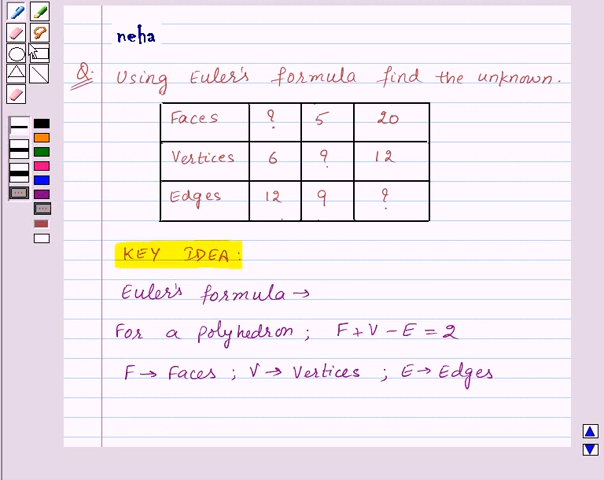 neha
Q. Using Euler's formula find the unknown.
Faces ? 5 20
Vertices 6 ? 12
Edges 12 9 ?
KEY IDEA:
Euler's formula →
For a polyhedron; F+V-E=2
F → Faces; V → Vertices; E → Edges